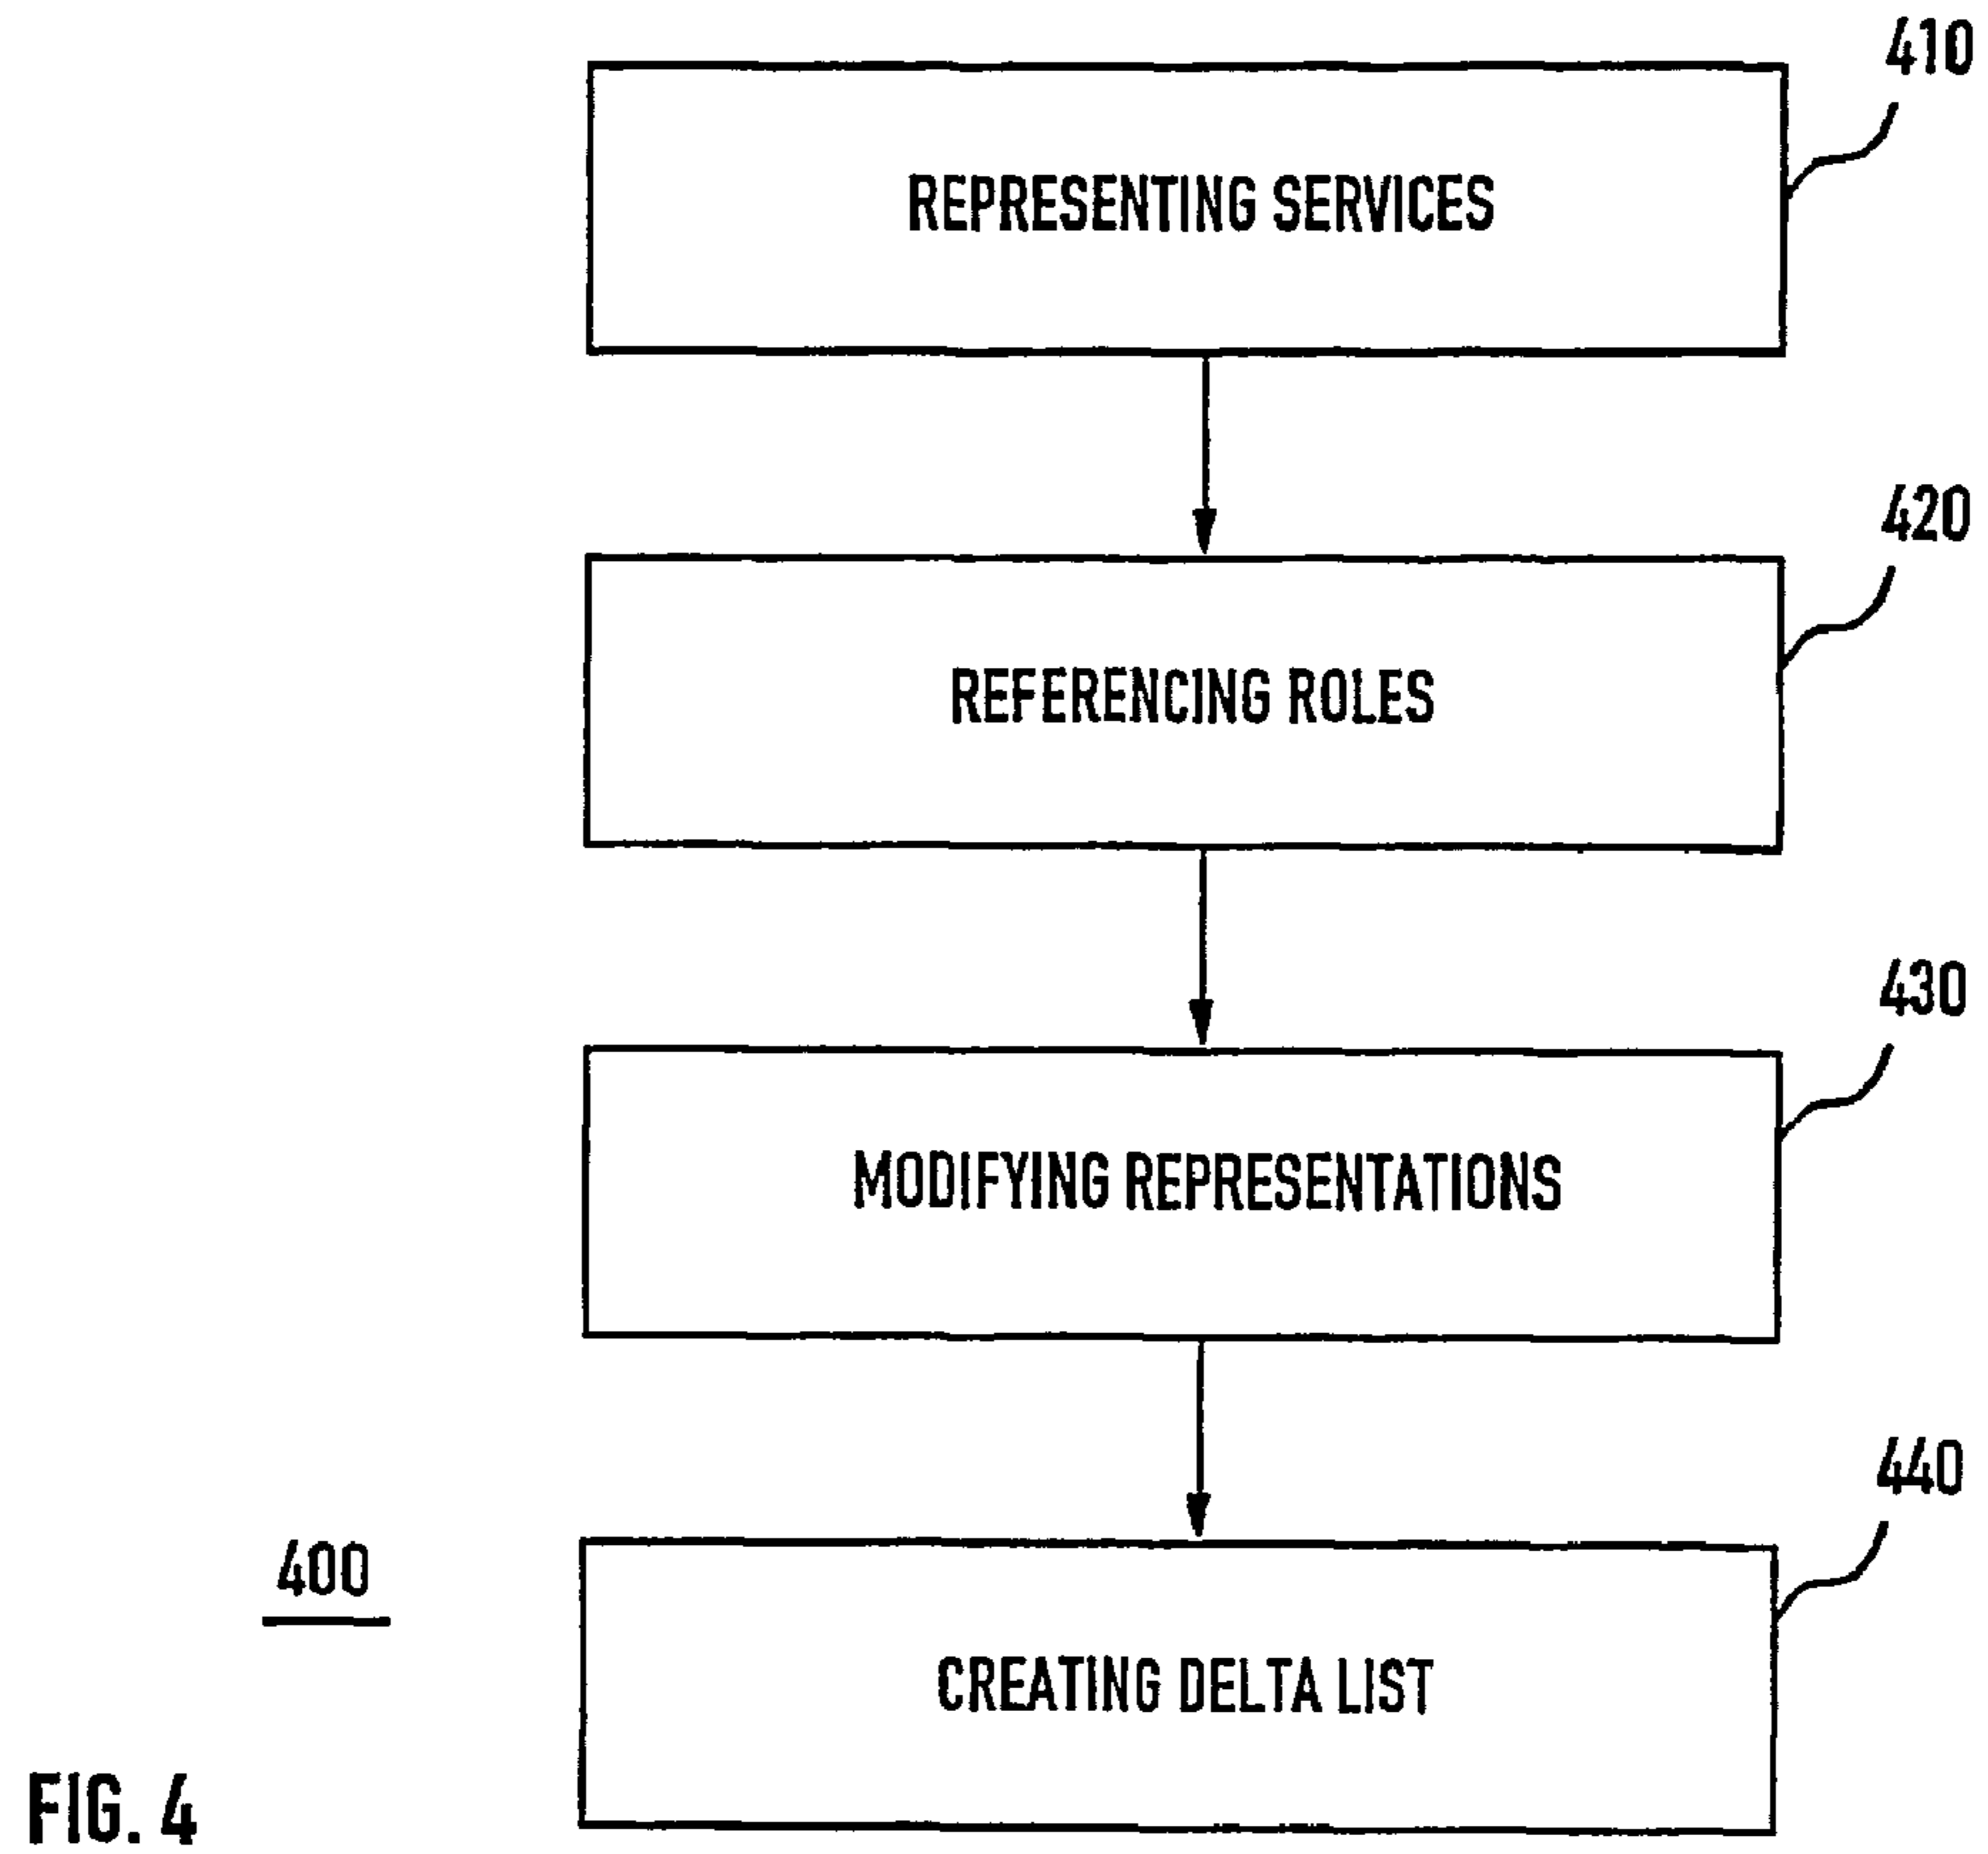 410
REPRESENTING SERVICES
420
REFERENCING ROLES
430
MODIFYING REPRESENTATIONS
440
400
CREATING DELTA LIST
FIG. 4